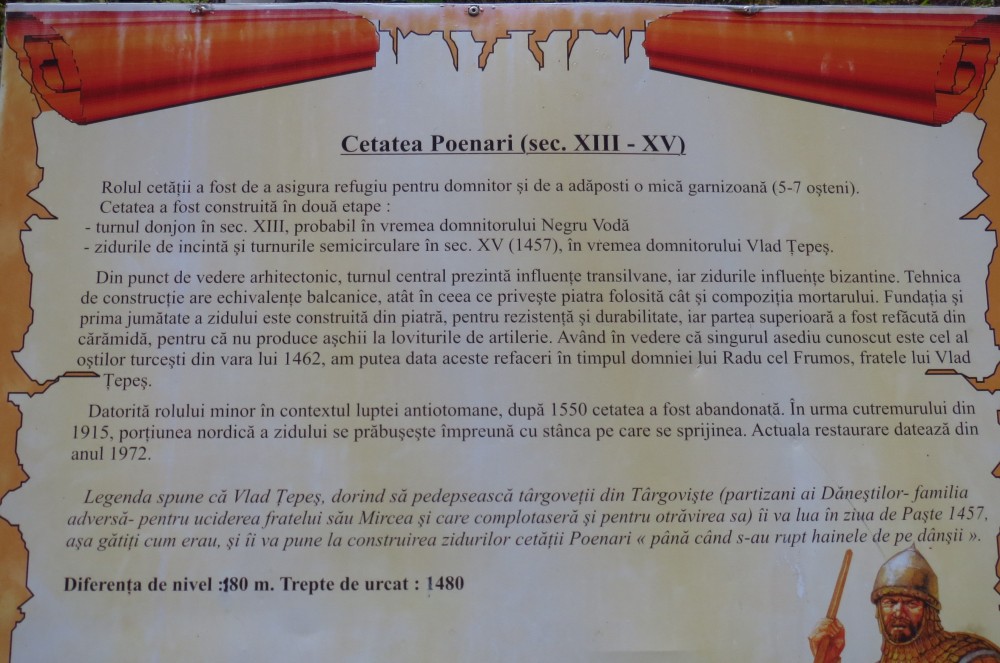 Cetatea Poenari (sec. XIII - XV)
Rolul cetății a fost de a asigura refugiu pentru domnitor și de a adăposti o mică garnizoană (5-7 oșteni).
Cetatea a fost construită în două etape :
- turnul donjon în sec. XIII, probabil în vremea domnitorului Negru Vodă
- zidurile de incintă și turnurile semicirculare în sec. XV (1457), în vremea domnitorului Vlad Țepeș.
Din punct de vedere arhitectonic, turnul central prezintă influențe transilvane, iar zidurile influențe bizantine. Tehnica
de construcție are echivalențe balcanice, atât în ceea ce privește piatra folosită cât și compoziția mortarului. Fundația și
prima jumătate a zidului este construită din piatră, pentru rezistență și durabilitate, iar partea superioară a fost refăcută din
cărămidă, pentru că nu produce așchii la loviturile de artilerie. Având în vedere că singurul asediu cunoscut este cel al
oștilor turcești din vara lui 1462, am putea data aceste refaceri în timpul domniei lui Radu cel Frumos, fratele lui Vlad
Țepeș.
Datorită rolului minor în contextul luptei antiotomane, după 1550 cetatea a fost abandonată. În urma cutremurului din
1915, porțiunea nordică a zidului se prăbușește împreună cu stânca pe care se sprijinea. Actuala restaurare datează din
anul 1972.
Legenda spune că Vlad Țepeș, dorind să pedepsească târgoveții din Târgoviște (partizani ai Dăneștilor- familia
adversă- pentru uciderea fratelui său Mircea și care complotaseră și pentru otrăvirea sa) îi va lua în ziua de Paște 1457,
așa gătiți cum erau, și îi va pune la construirea zidurilor cetății Poenari « până când s-au rupt hainele de pe dânșii ».
Diferența de nivel :180 m. Trepte de urcat : 1480